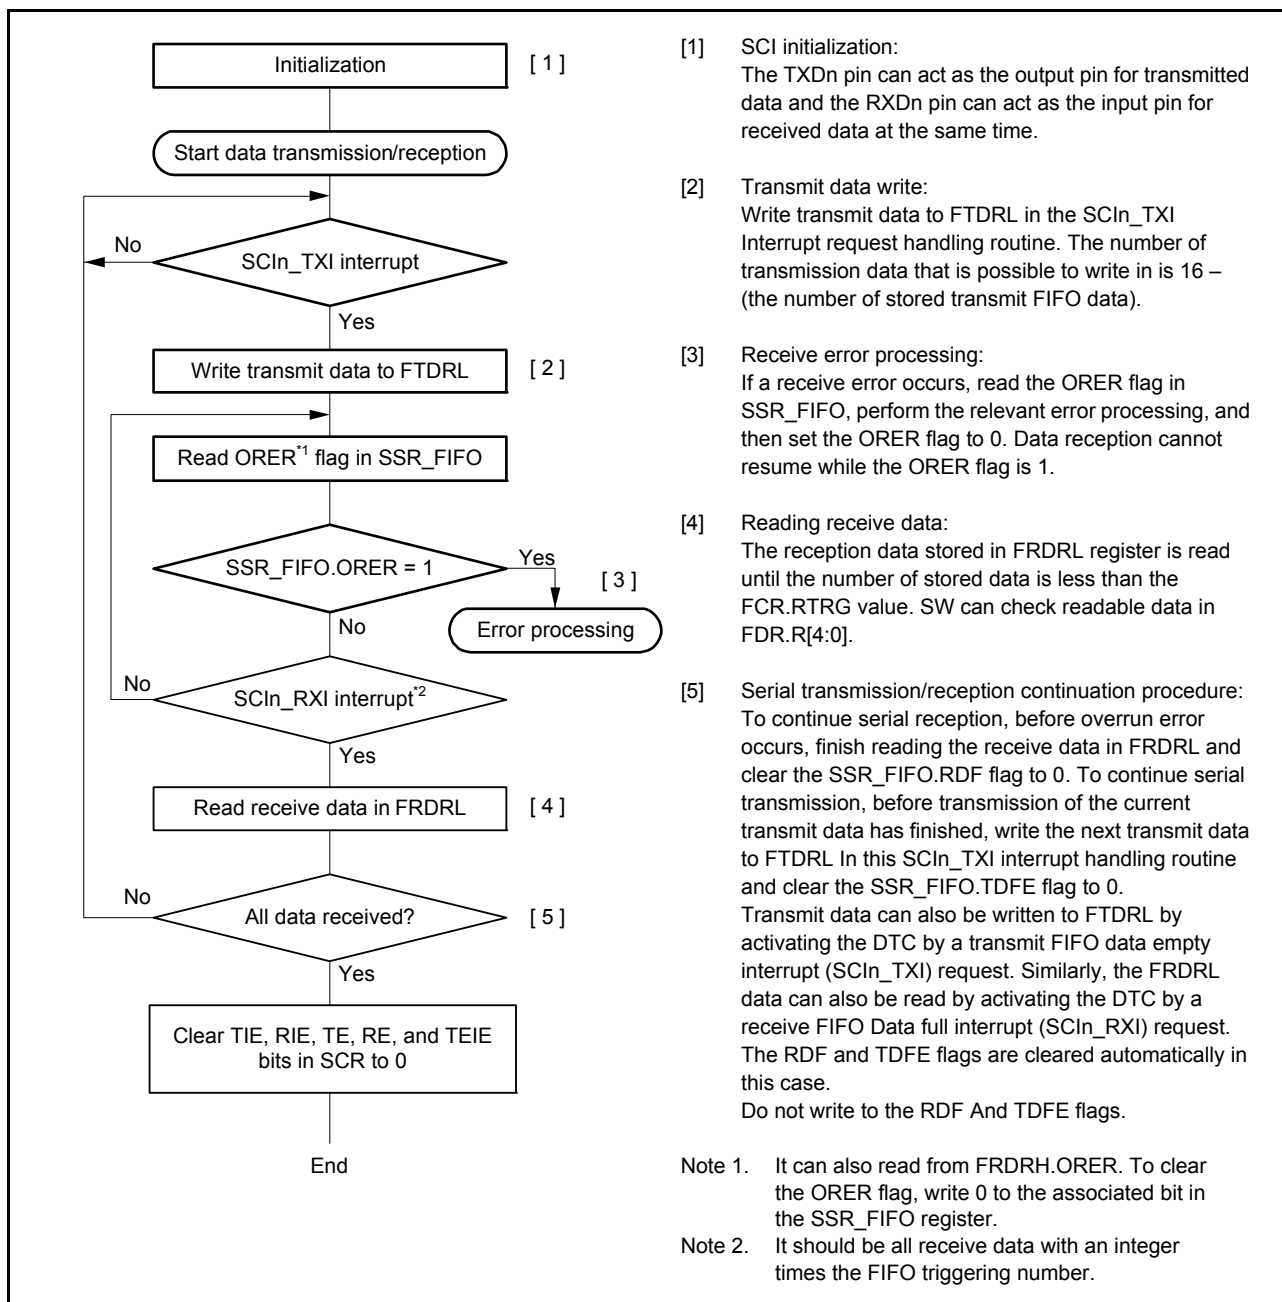 Initialization
[ 1 ]
Start data transmission/reception
No
SCIn_TXI interrupt
Yes
Write transmit data to FTDRL
[ 2 ]
Read ORER*1 flag in SSR_FIFO
SSR_FIFO.ORER = 1
Yes
[ 3 ]
Error processing
No
No
SCIn_RXI interrupt*2
Yes
Read receive data in FRDRL
[ 4 ]
No
All data received?
[ 5 ]
Yes
Clear TIE, RIE, TE, RE, and TEIE
bits in SCR to 0
End
[1] SCI initialization:
The TXDn pin can act as the output pin for transmitted
data and the RXDn pin can act as the input pin for
received data at the same time.
[2] Transmit data write:
Write transmit data to FTDRL in the SCIn_TXI
Interrupt request handling routine. The number of
transmission data that is possible to write in is 16 –
(the number of stored transmit FIFO data).
[3] Receive error processing:
If a receive error occurs, read the ORER flag in
SSR_FIFO, perform the relevant error processing, and
then set the ORER flag to 0. Data reception cannot
resume while the ORER flag is 1.
[4] Reading receive data:
The reception data stored in FRDRL register is read
until the number of stored data is less than the
FCR.RTRG value. SW can check readable data in
FDR.R[4:0].
[5] Serial transmission/reception continuation procedure:
To continue serial reception, before overrun error
occurs, finish reading the receive data in FRDRL and
clear the SSR_FIFO.RDF flag to 0. To continue serial
transmission, before transmission of the current
transmit data has finished, write the next transmit data
to FTDRL In this SCIn_TXI interrupt handling routine
and clear the SSR_FIFO.TDFE flag to 0.
Transmit data can also be written to FTDRL by
activating the DTC by a transmit FIFO data empty
interrupt (SCIn_TXI) request. Similarly, the FRDRL
data can also be read by activating the DTC by a
receive FIFO Data full interrupt (SCIn_RXI) request.
The RDF and TDFE flags are cleared automatically in
this case.
Do not write to the RDF And TDFE flags.
Note 1. It can also read from FRDRH.ORER. To clear
the ORER flag, write 0 to the associated bit in
the SSR_FIFO register.
Note 2. It should be all receive data with an integer
times the FIFO triggering number.